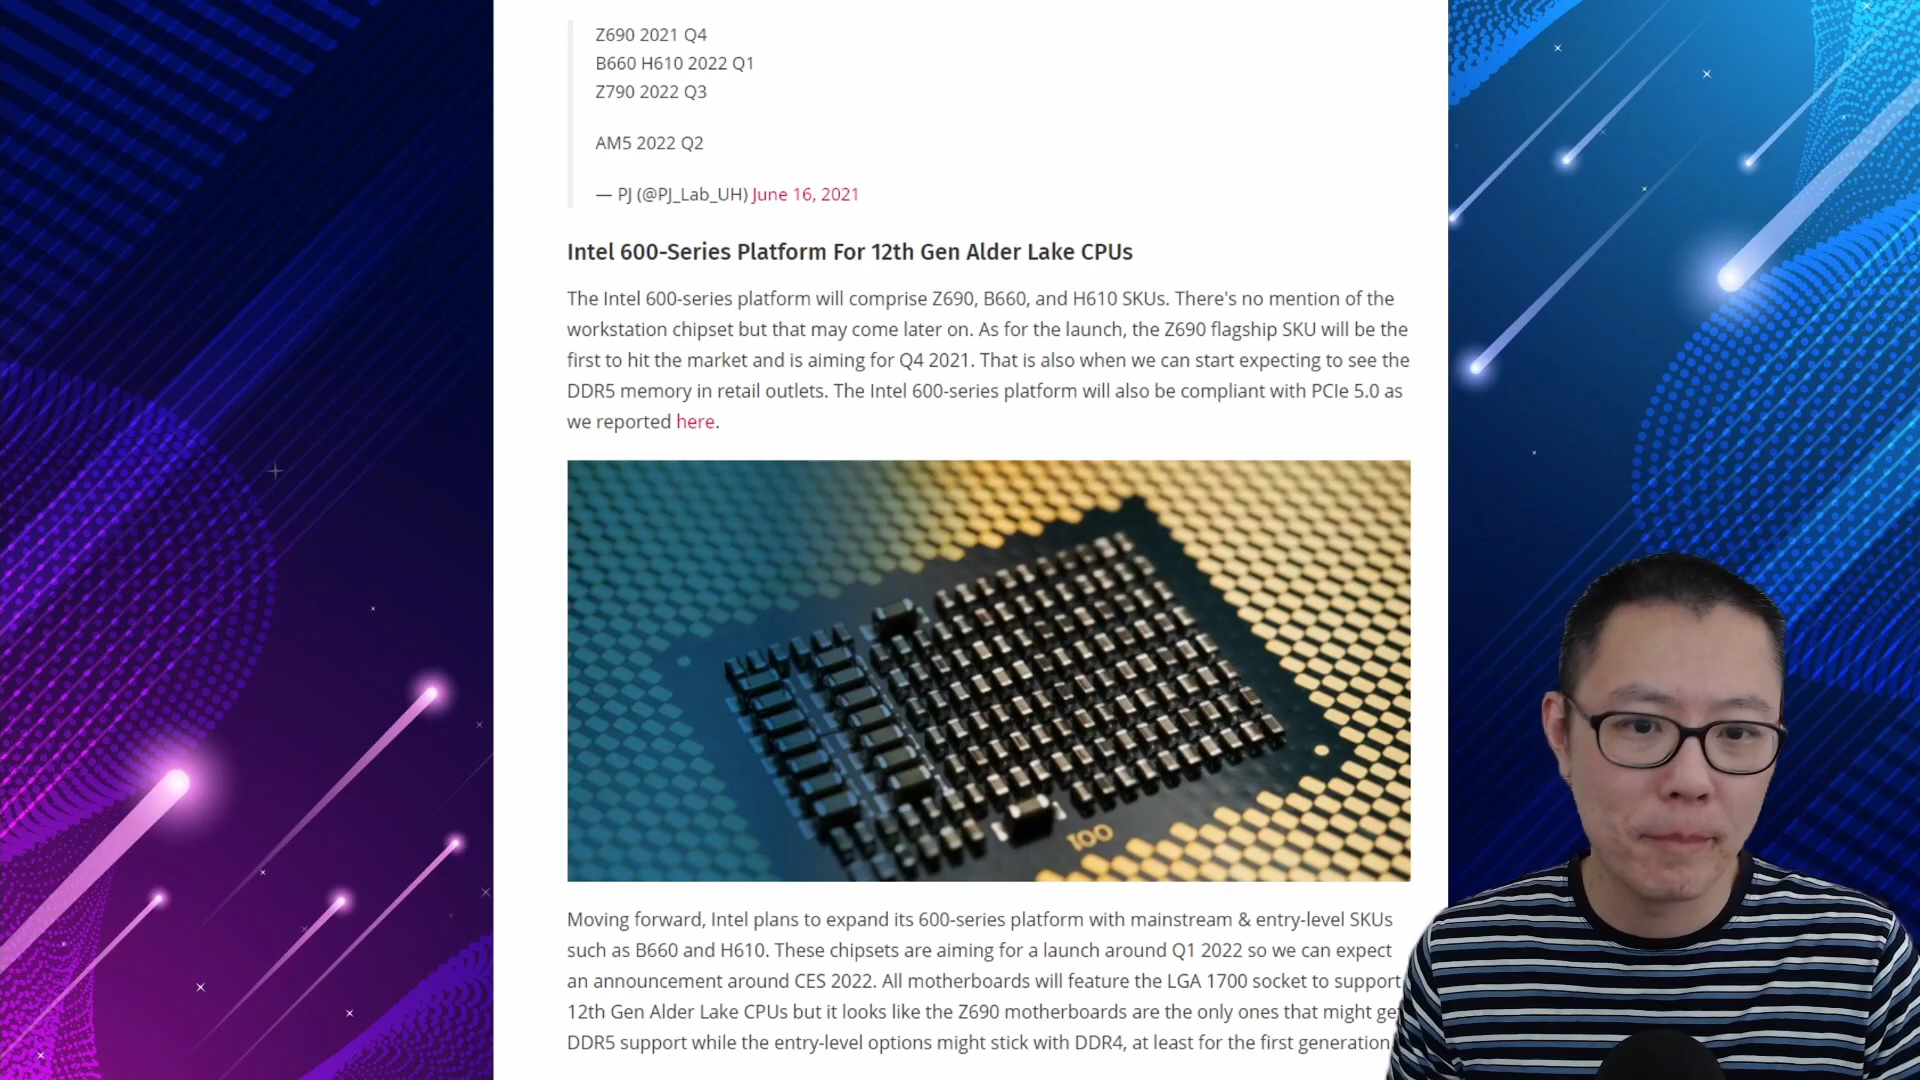 Z690 2021 Q4
B660 H610 2022 Q1
Z790 2022 Q3
AM5 2022 Q2
— PJ (@PJ_Lab_UH) June 16, 2021
Intel 600-Series Platform For 12th Gen Alder Lake CPUs
The Intel 600-series platform will comprise Z690, B660, and H610 SKUs. There's no mention of the
workstation chipset but that may come later on. As for the launch, the Z690 flagship SKU will be the
first to hit the market and is aiming for Q4 2021. That is also when we can start expecting to see the
DDR5 memory in retail outlets. The Intel 600-series platform will also be compliant with PCIe 5.0 as
we reported here.
100
Moving forward, Intel plans to expand its 600-series platform with mainstream & entry-level SKUs
such as B660 and H610. These chipsets are aiming for a launch around Q1 2022 so we can expect
an announcement around CES 2022. All motherboards will feature the LGA 1700 socket to support
12th Gen Alder Lake CPUs but it looks like the Z690 motherboards are the only ones that might
DDR5 support while the entry-level options might stick with DDR4, at least for the first generation